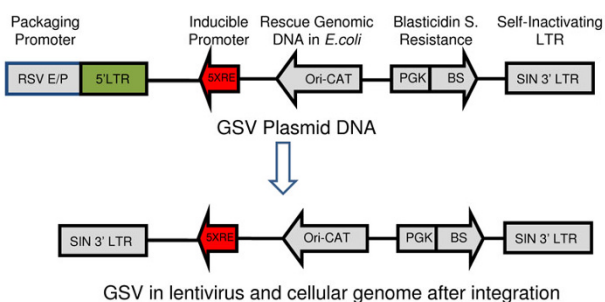 Packaging Promoter
Inducible Promoter
Rescue Genomic DNA in E.coli
Blasticidin S. Resistance
Self-Inactivating LTR
RSV E/P
5'LTR
5XRE
Ori-CAT
PGK
BS
SIN 3' LTR
GSV Plasmid DNA
SIN 3' LTR
5XRE
Ori-CAT
PGK
BS
SIN 3' LTR
GSV in lentivirus and cellular genome after integration